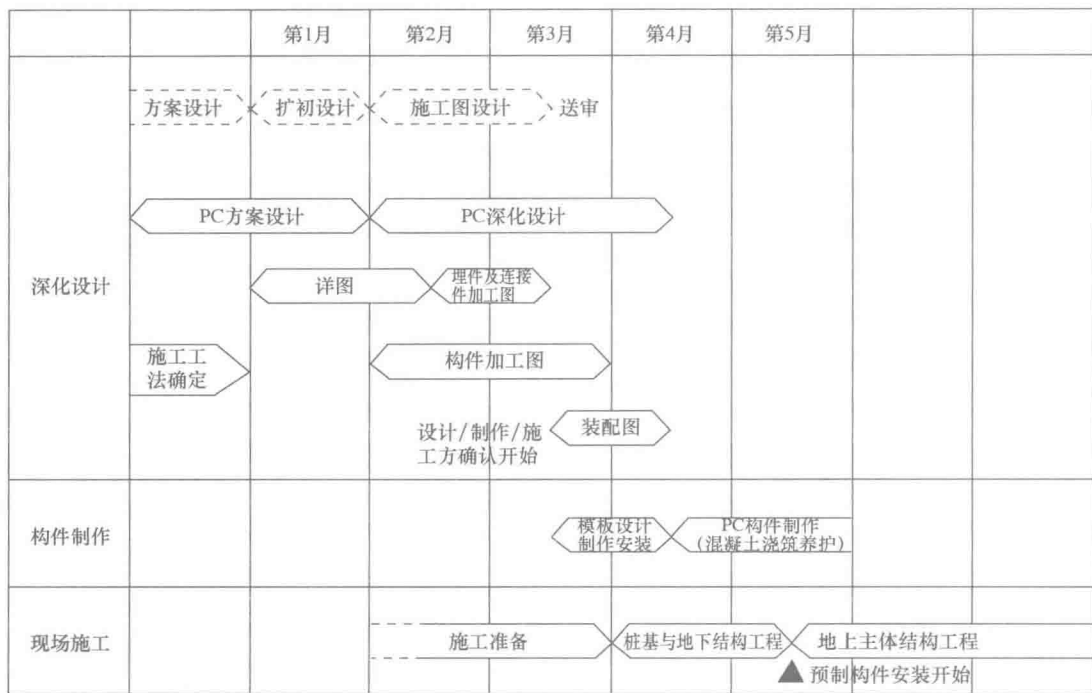 第1月 第2月 第3月 第4月 第5月
方案设计 扩初设计 施工图设计 送审
PC方案设计 PC深化设计
深化设计
详图
埋件及连接
件加工图
施工工
法确定
构件加工图
设计/制作/施
工方确认开始
装配图
构件制作
模板设计
制作安装
PC构件制作
(混凝土浇筑养护)
现场施工
施工准备 桩基与地下结构工程 地上主体结构工程
预制构件安装开始